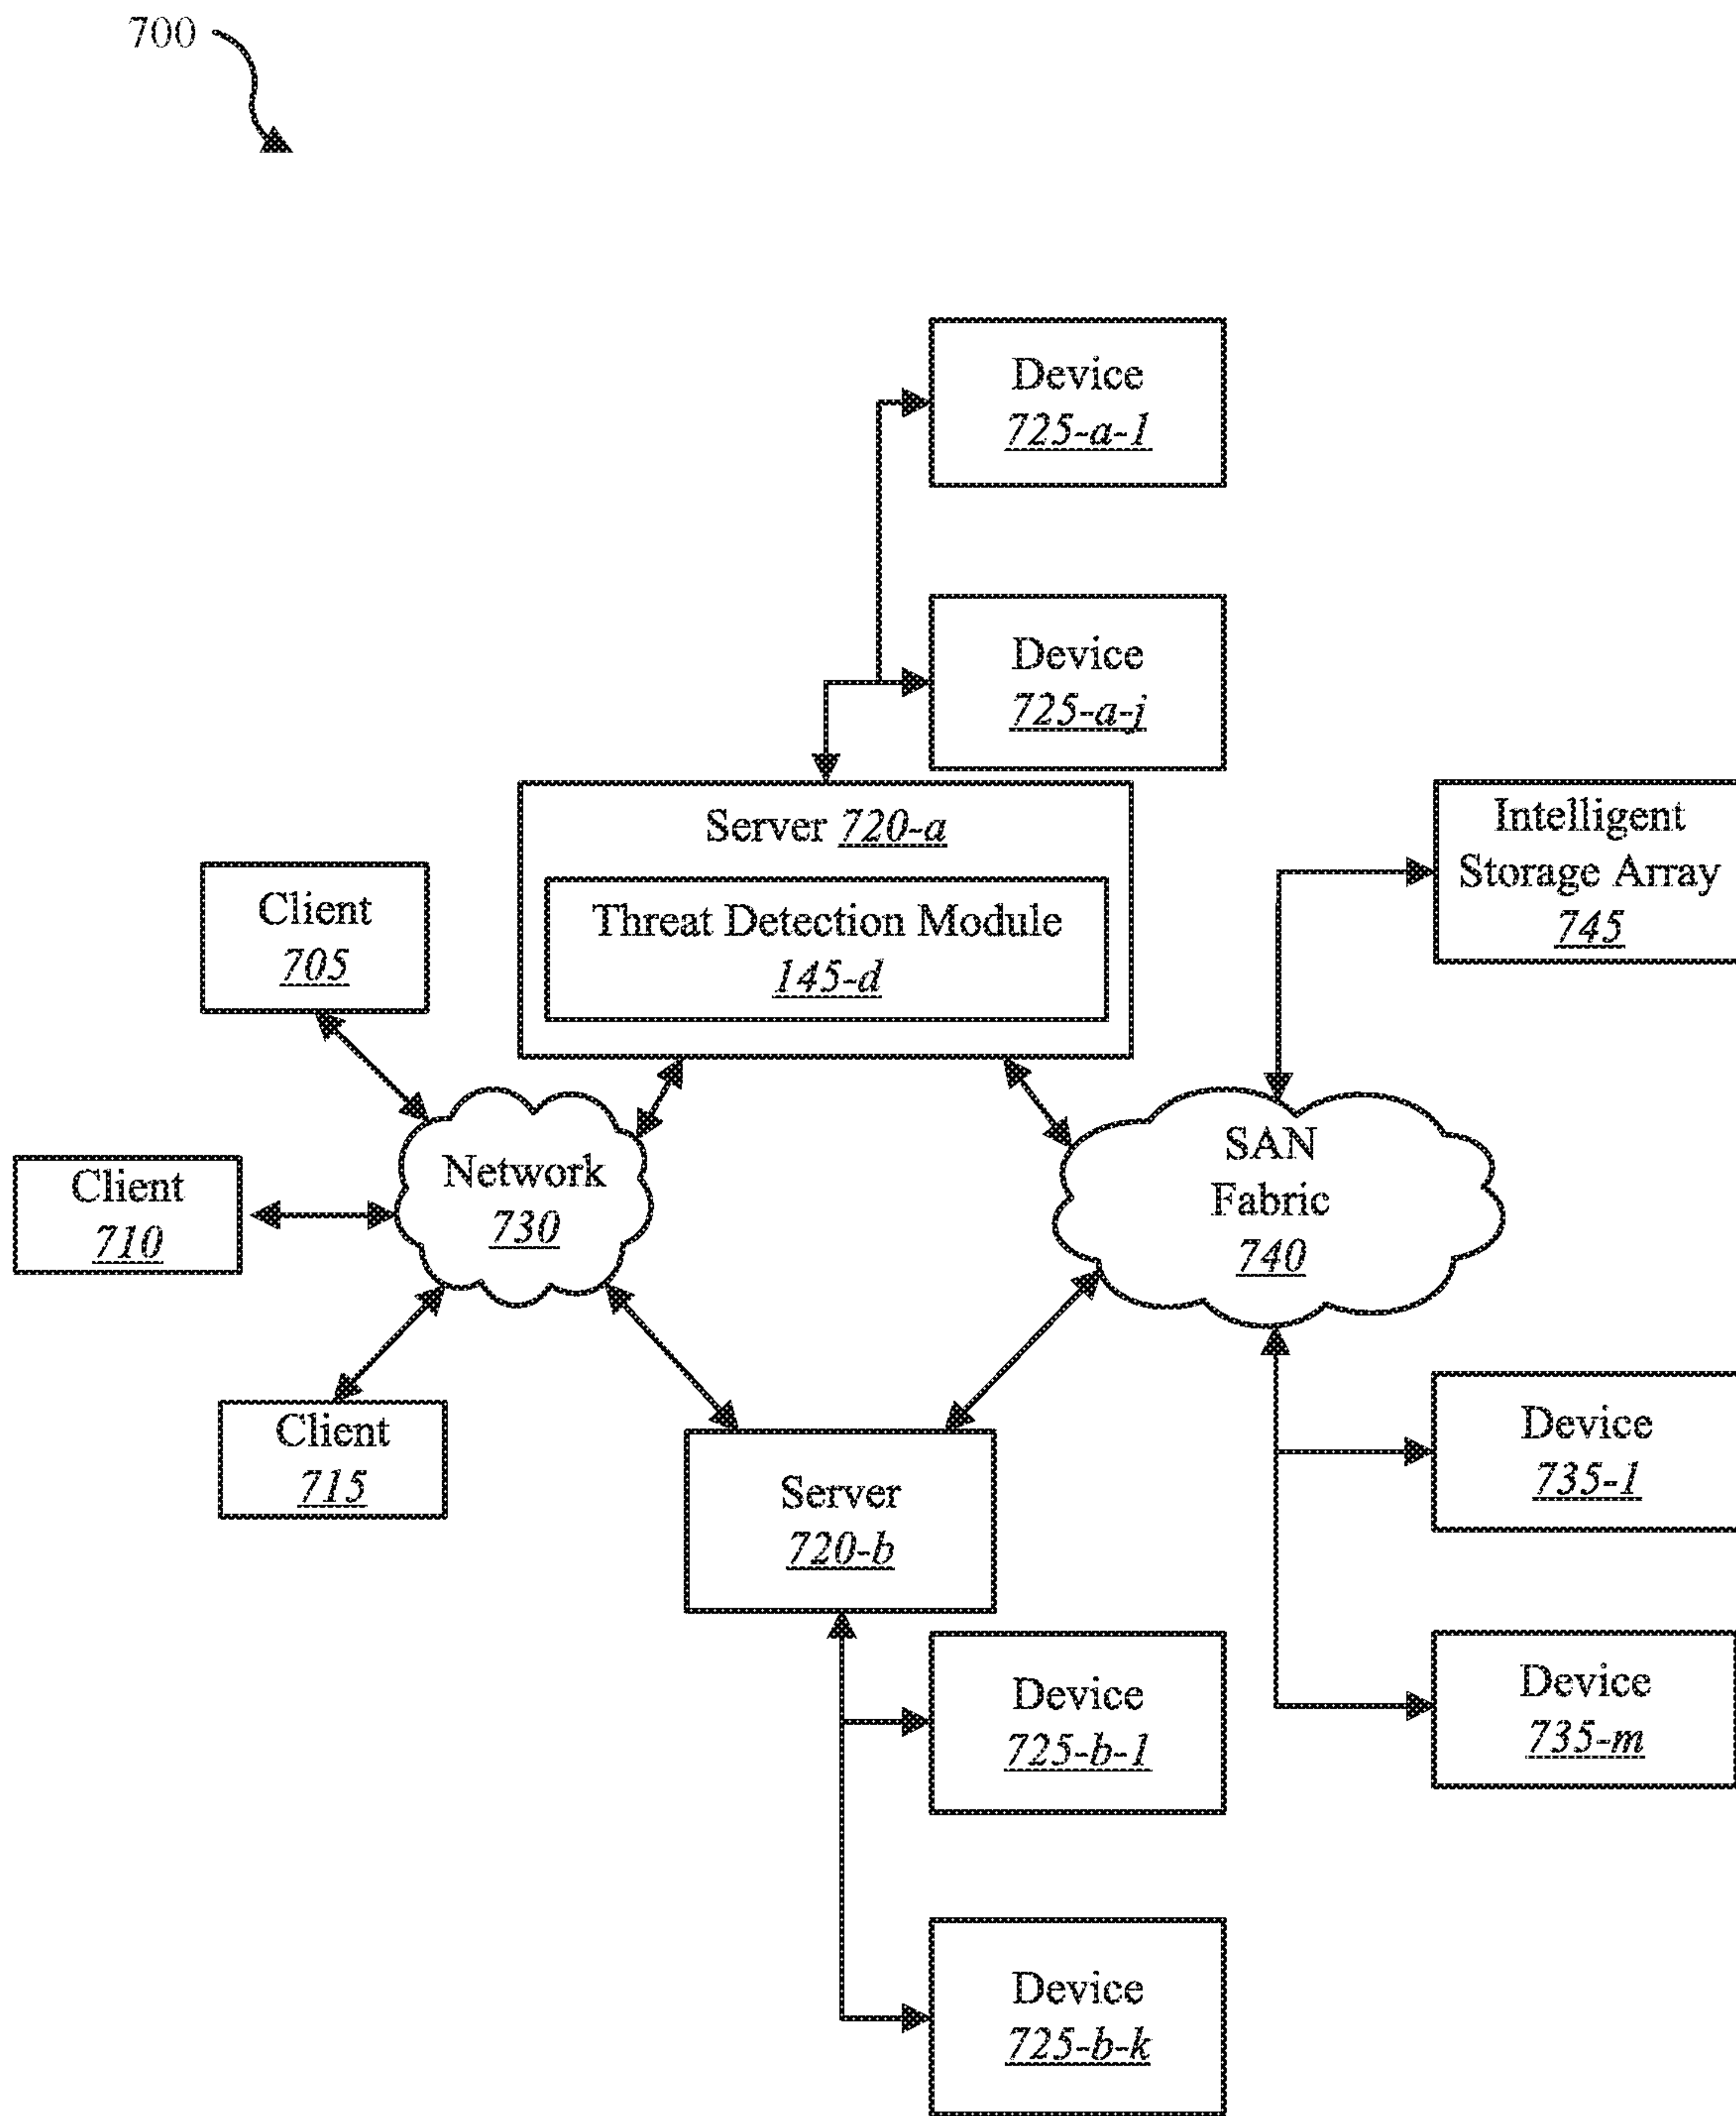 700
Device
725-a-1
Device
725-a-j
Server 720-a
Threat Detection Module
145-d
Intelligent
Storage Array
745
Client
705
Network
730
SAN
Fabric
740
Client
710
Client
715
Server
720-b
Device
735-1
Device
735-m
Device
725-b-1
Device
725-b-k